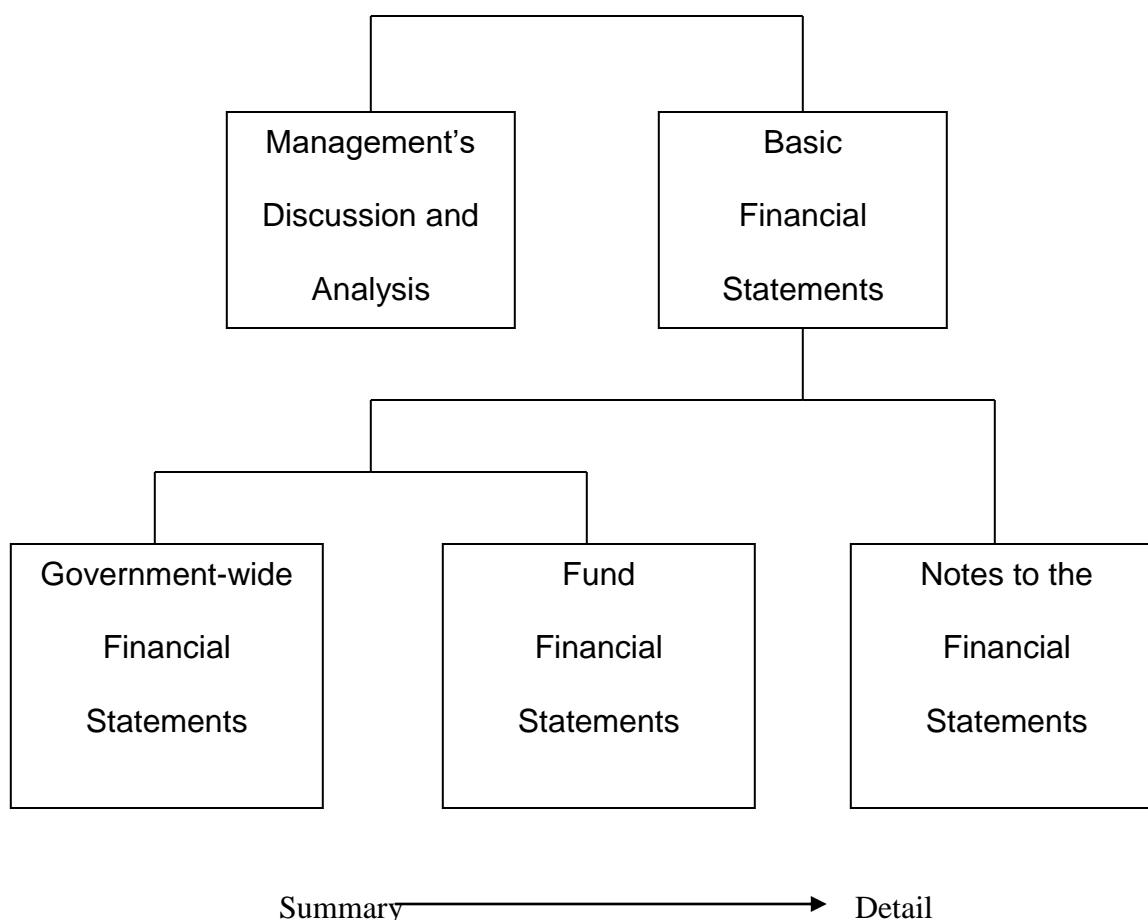 Management’s
Discussion and
Analysis
Basic
Financial
Statements
Government-wide
Financial
Statements
Fund
Financial
Statements
Notes to the
Financial
Statements
Summary
Detail